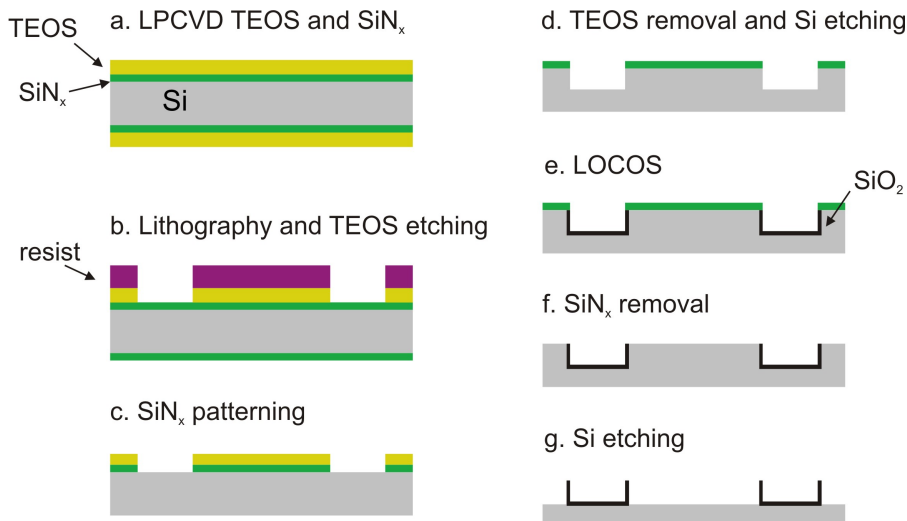 a. LPCVD TEOS and SiNₓ
TEOS
SiNₓ
Si
b. Lithography and TEOS etching
resist
c. SiNₓ patterning
d. TEOS removal and Si etching
e. LOCOS
SiO₂
f. SiNₓ removal
g. Si etching